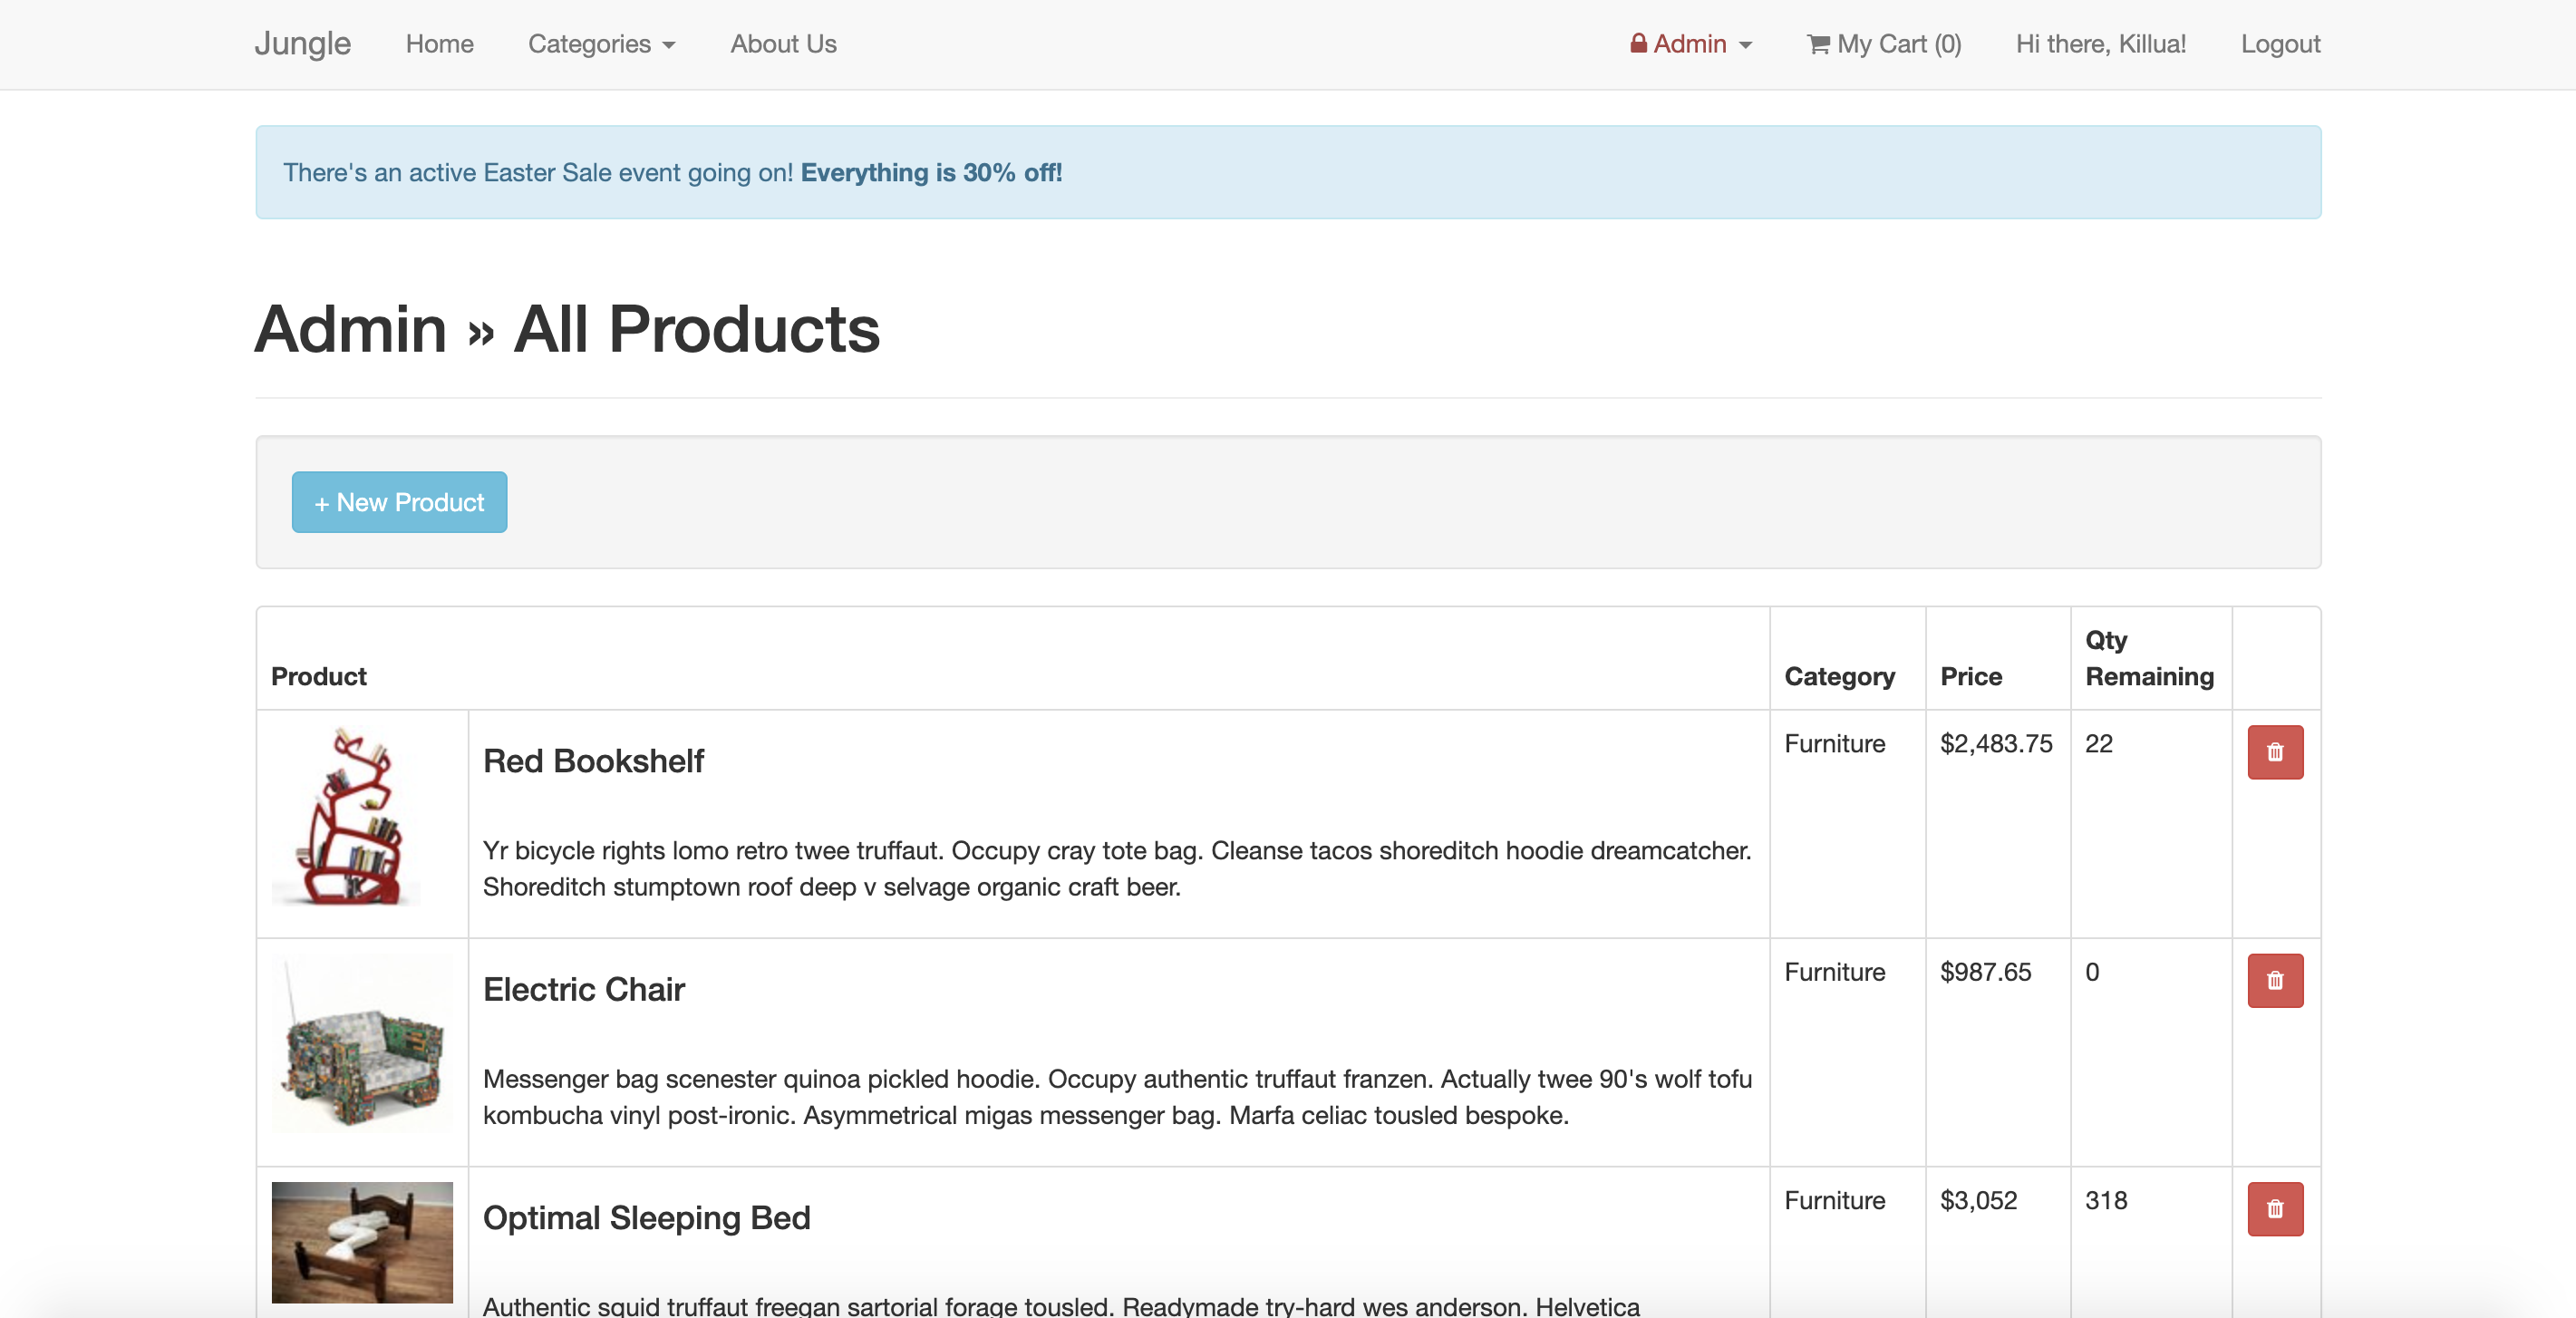 Jungle Home Categories About Us Admin My Cart (0) Hi there, Killua! Logout
There's an active Easter Sale event going on! Everything is 30% off!
Admin » All Products
+ New Product
Product Category Price Qty Remaining
Red Bookshelf Furniture $2,483.75 22
Yr bicycle rights lomo retro twee truffaut. Occupy cray tote bag. Cleanse tacos shoreditch hoodie dreamcatcher.
Shoreditch stumptown roof deep v selvage organic craft beer.
Electric Chair Furniture $987.65 0
Messenger bag scenester quinoa pickled hoodie. Occupy authentic truffaut franzen. Actually twee 90's wolf tofu
kombucha vinyl post-ironic. Asymmetrical migas messenger bag. Marfa celiac tousled bespoke.
Optimal Sleeping Bed Furniture $3,052 318
Authentic squid truffaut freegan sartorial forage tousled. Readymade try-hard wes anderson. Helvetica